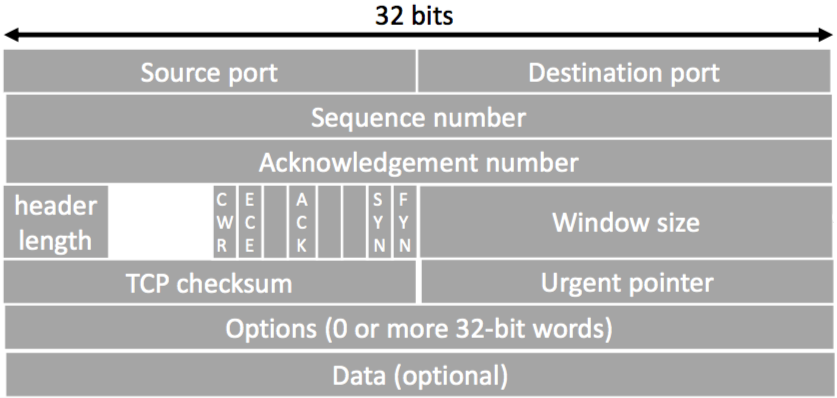 32 bits
Source port Destination port
Sequence number
Acknowledgement number
header length CWR ECE ACK SYN FYN Window size
TCP checksum Urgent pointer
Options (0 or more 32-bit words)
Data (optional)